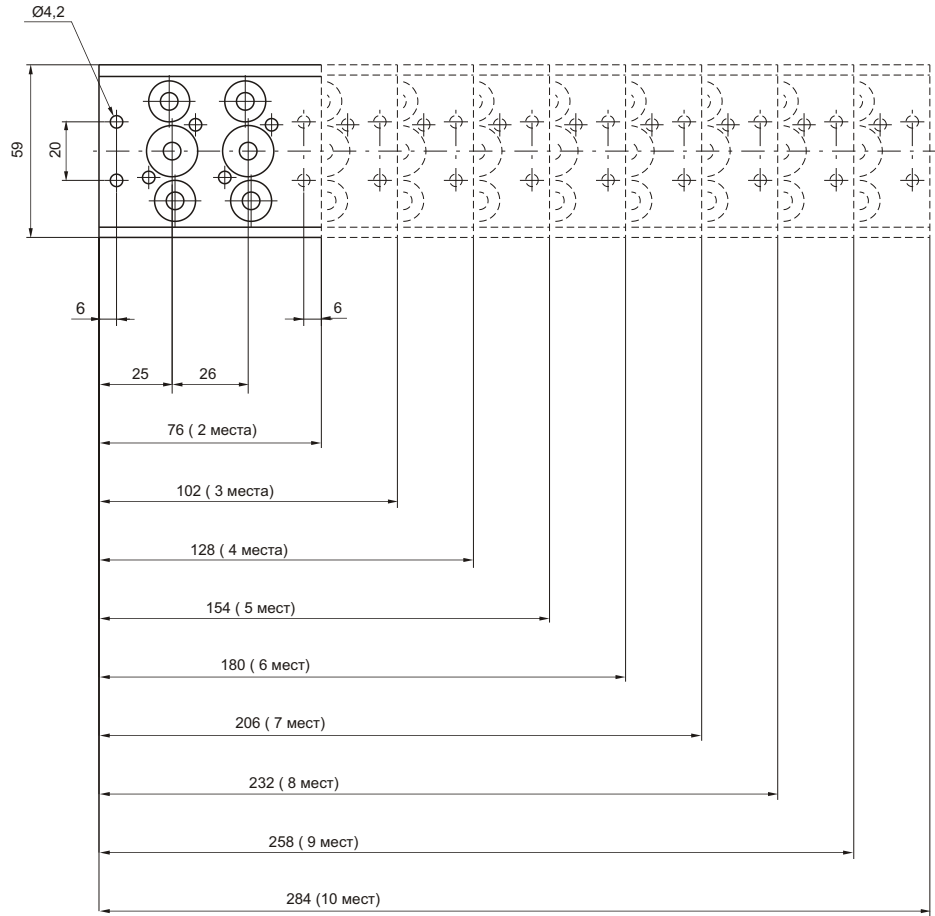 Ø4,2
59
20
6
6
25
26
76 ( 2 места)
102 ( 3 места)
128 ( 4 места)
154 ( 5 мест)
180 ( 6 мест)
206 ( 7 мест)
232 ( 8 мест)
258 ( 9 мест)
284 (10 мест)